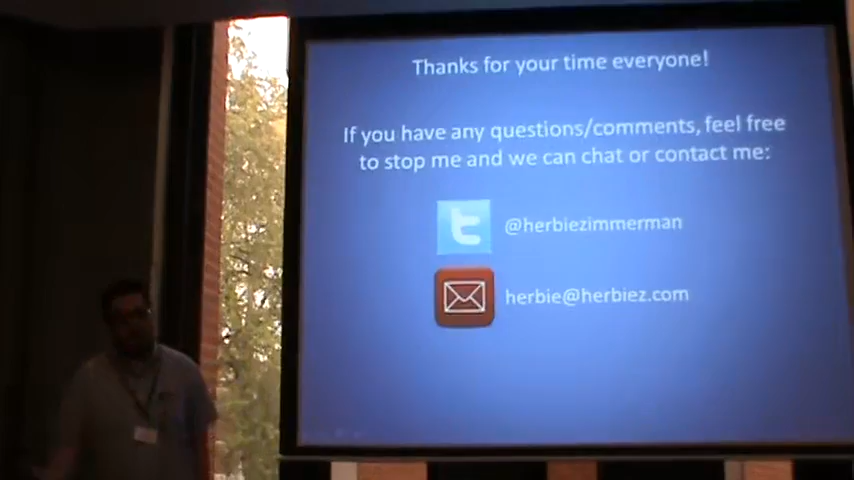 Thanks for your time everyone!
If you have any questions/comments, feel free
to stop me and we can chat or contact me:
@herbiezimmerman
herbie@herbiez.com